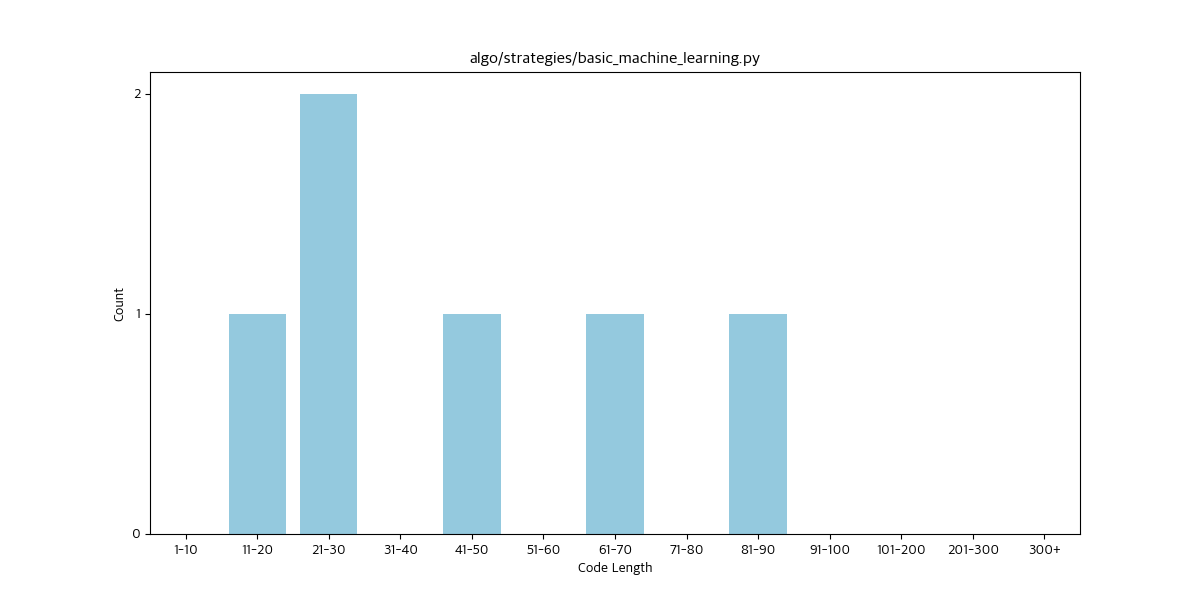 algo/strategies/basic_machine_learning.py
2
1
0
Count
1-10 11-20 21-30 31-40 41-50 51-60 61-70 71-80 81-90 91-100 101-200 201-300 300+
Code Length